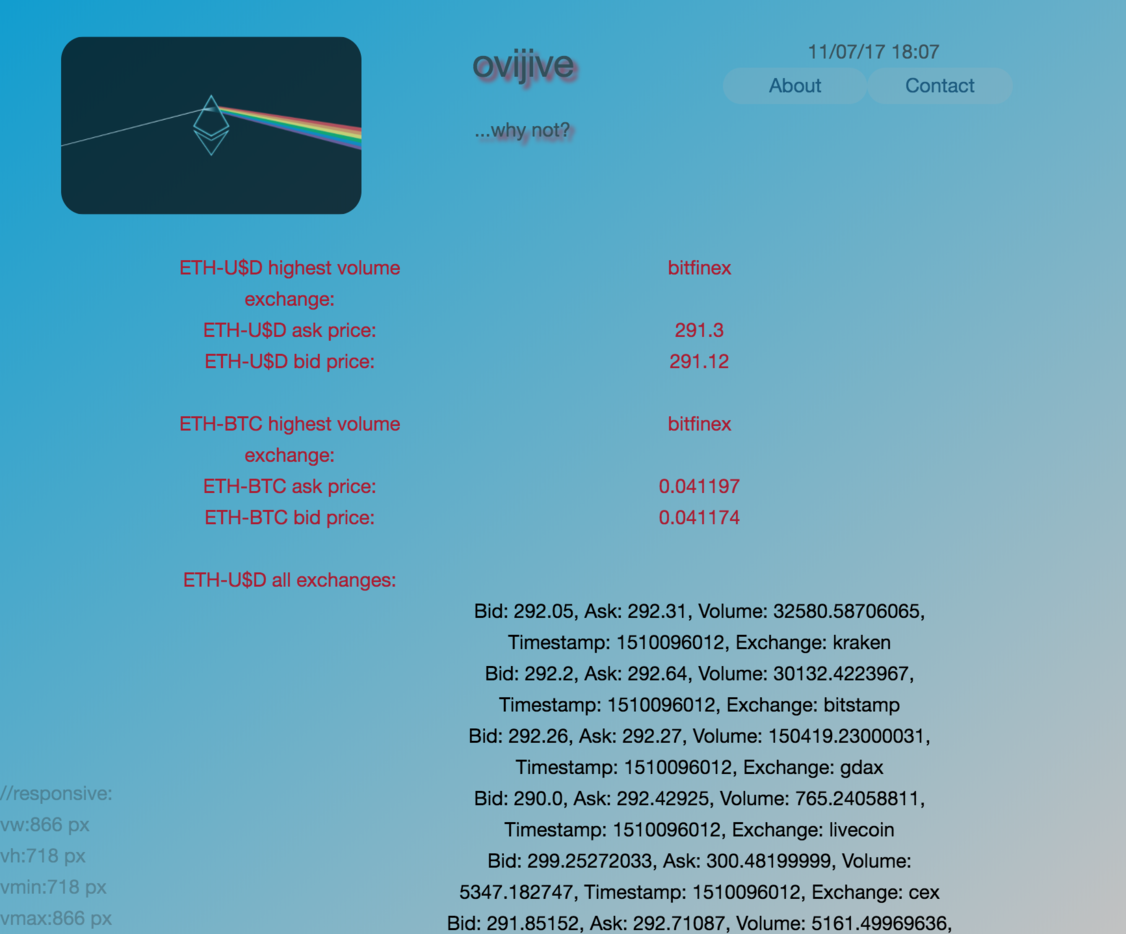 ovijive
...why not?
11/07/17 18:07
About Contact
ETH-U$D highest volume
exchange:
bitfinex
ETH-U$D ask price: 291.3
ETH-U$D bid price: 291.12
ETH-BTC highest volume
exchange:
bitfinex
ETH-BTC ask price: 0.041197
ETH-BTC bid price: 0.041174
ETH-U$D all exchanges:
Bid: 292.05, Ask: 292.31, Volume: 32580.58706065,
Timestamp: 1510096012, Exchange: kraken
Bid: 292.2, Ask: 292.64, Volume: 30132.4223967,
Timestamp: 1510096012, Exchange: bitstamp
Bid: 292.26, Ask: 292.27, Volume: 150419.23000031,
Timestamp: 1510096012, Exchange: gdax
Bid: 290.0, Ask: 292.42925, Volume: 765.24058811,
Timestamp: 1510096012, Exchange: livecoin
Bid: 299.25272033, Ask: 300.48199999, Volume:
5347.182747, Timestamp: 1510096012, Exchange: cex
Bid: 291.85152, Ask: 292.71087, Volume: 5161.49969636,
//responsive:
vw:866 px
vh:718 px
vmin:718 px
vmax:866 px